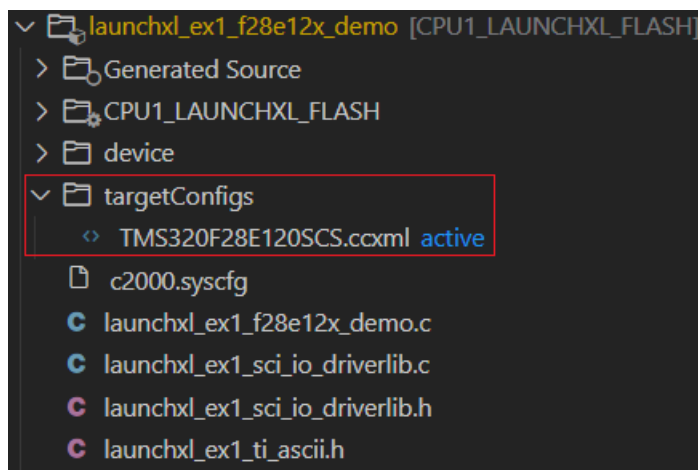 launchxl_ex1_f28e12x_demo [CPU1_LAUNCHXL_FLASH]
Generated Source
CPU1_LAUNCHXL_FLASH
device
targetConfigs
TMS320F28E120SCS.ccxml active
c2000.syscfg
C launchxl_ex1_f28e12x_demo.c
C launchxl_ex1_sci_io_driverlib.c
C launchxl_ex1_sci_io_driverlib.h
C launchxl_ex1_ti_ascii.h